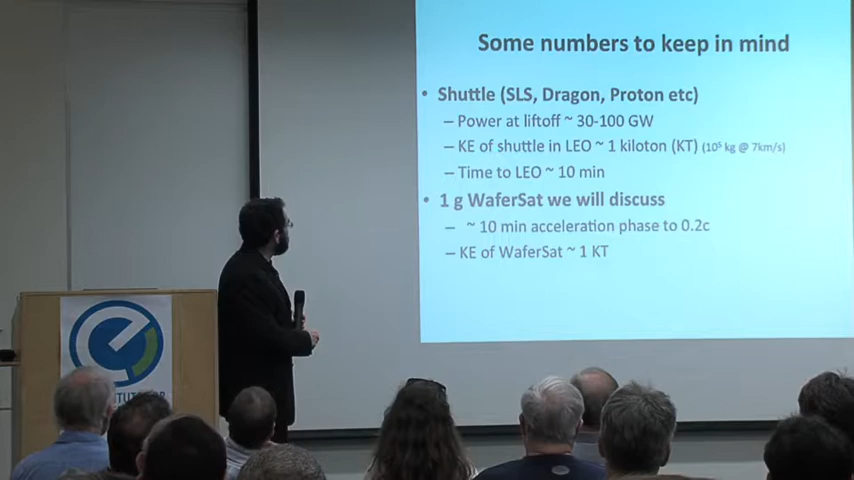 Some numbers to keep in mind
• Shuttle (SLS, Dragon, Proton etc)
– Power at liftoff ~ 30-100 GW
– KE of shuttle in LEO ~ 1 kiloton (KT) (10⁵ kg @ 7km/s)
– Time to LEO ~ 10 min
• 1 g WaferSat we will discuss
– ~ 10 min acceleration phase to 0.2c
– KE of WaferSat ~ 1 KT